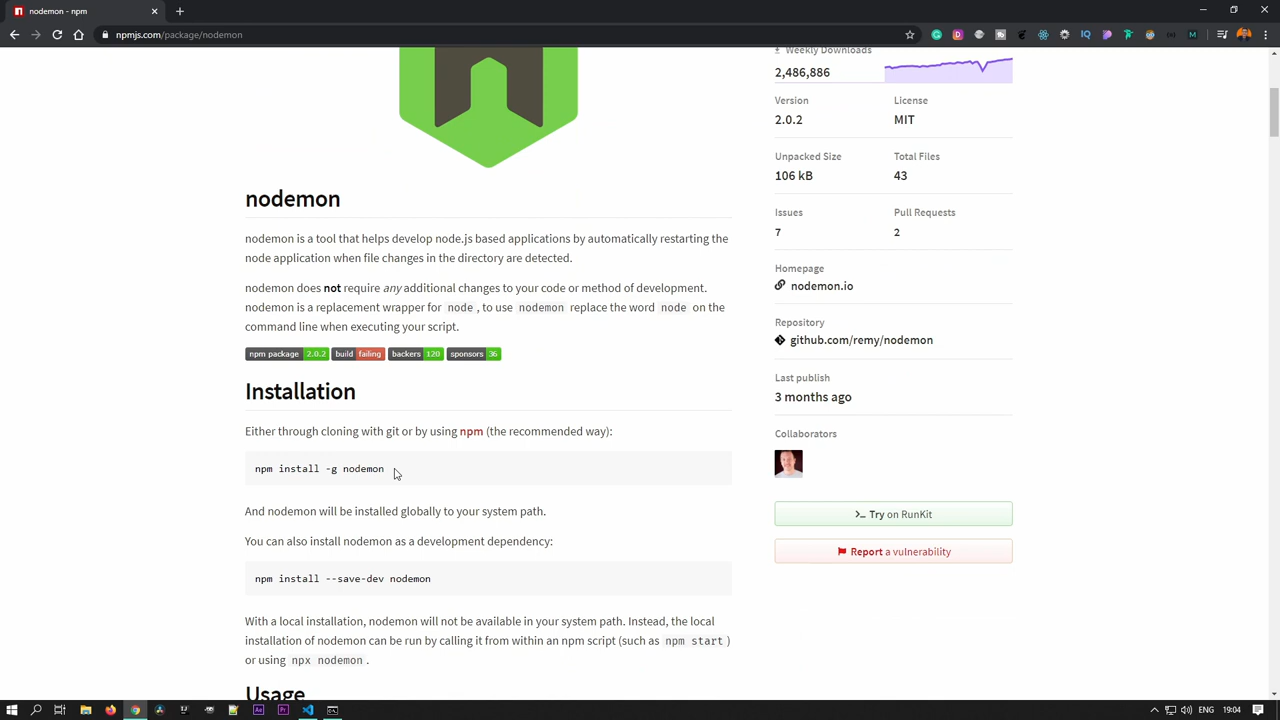 nodemon - npm
npmjs.com/package/nodemon
Weekly Downloads
2,486,886
Version
License
2.0.2
MIT
Unpacked Size
Total Files
106 kB
43
Issues
Pull Requests
7
2
Homepage
nodemon.io
Repository
github.com/remy/nodemon
Last publish
3 months ago
Collaborators
>_ Try on RunKit
Report a vulnerability
nodemon
nodemon is a tool that helps develop node.js based applications by automatically restarting the
node application when file changes in the directory are detected.
nodemon does not require any additional changes to your code or method of development.
nodemon is a replacement wrapper for node, to use nodemon replace the word node on the
command line when executing your script.
npm package 2.0.2 build failing backers 120 sponsors 36
Installation
Either through cloning with git or by using npm (the recommended way):
npm install -g nodemon
And nodemon will be installed globally to your system path.
You can also install nodemon as a development dependency:
npm install --save-dev nodemon
With a local installation, nodemon will not be available in your system path. Instead, the local
installation of nodemon can be run by calling it from within an npm script (such as npm start)
or using npx nodemon.
Usage
ENG
19:04